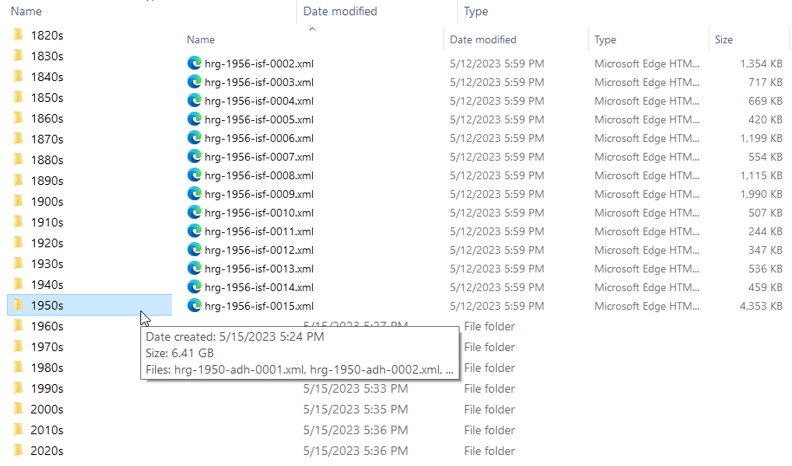 Name Date modified Type
1820s
1830s
1840s
1850s
1860s
1870s
1880s
1890s
1900s
1910s
1920s
1930s
1940s
1950s
1960s
1970s
1980s
1990s
2000s
2010s
2020s
Name Date modified Type Size
hrg-1956-isf-0002.xml 5/12/2023 5:59 PM Microsoft Edge HTM... 1,354 KB
hrg-1956-isf-0003.xml 5/12/2023 5:59 PM Microsoft Edge HTM... 717 KB
hrg-1956-isf-0004.xml 5/12/2023 5:59 PM Microsoft Edge HTM... 669 KB
hrg-1956-isf-0005.xml 5/12/2023 5:59 PM Microsoft Edge HTM... 420 KB
hrg-1956-isf-0006.xml 5/12/2023 5:59 PM Microsoft Edge HTM... 1,199 KB
hrg-1956-isf-0007.xml 5/12/2023 5:59 PM Microsoft Edge HTM... 554 KB
hrg-1956-isf-0008.xml 5/12/2023 5:59 PM Microsoft Edge HTM... 1,115 KB
hrg-1956-isf-0009.xml 5/12/2023 5:59 PM Microsoft Edge HTM... 1,990 KB
hrg-1956-isf-0010.xml 5/12/2023 5:59 PM Microsoft Edge HTM... 507 KB
hrg-1956-isf-0011.xml 5/12/2023 5:59 PM Microsoft Edge HTM... 244 KB
hrg-1956-isf-0012.xml 5/12/2023 5:59 PM Microsoft Edge HTM... 347 KB
hrg-1956-isf-0013.xml 5/12/2023 5:59 PM Microsoft Edge HTM... 536 KB
hrg-1956-isf-0014.xml 5/12/2023 5:59 PM Microsoft Edge HTM... 459 KB
hrg-1956-isf-0015.xml 5/12/2023 5:59 PM Microsoft Edge HTM... 4,353 KB
5/15/2023 5:27 PM File folder
Date created: 5/15/2023 5:24 PM
Size: 6.41 GB
Files: hrg-1950-adh-0001.xml, hrg-1950-adh-0002.xml, ...
File folder
File folder
5/15/2023 5:33 PM File folder
5/15/2023 5:35 PM File folder
5/15/2023 5:36 PM File folder
5/15/2023 5:36 PM File folder